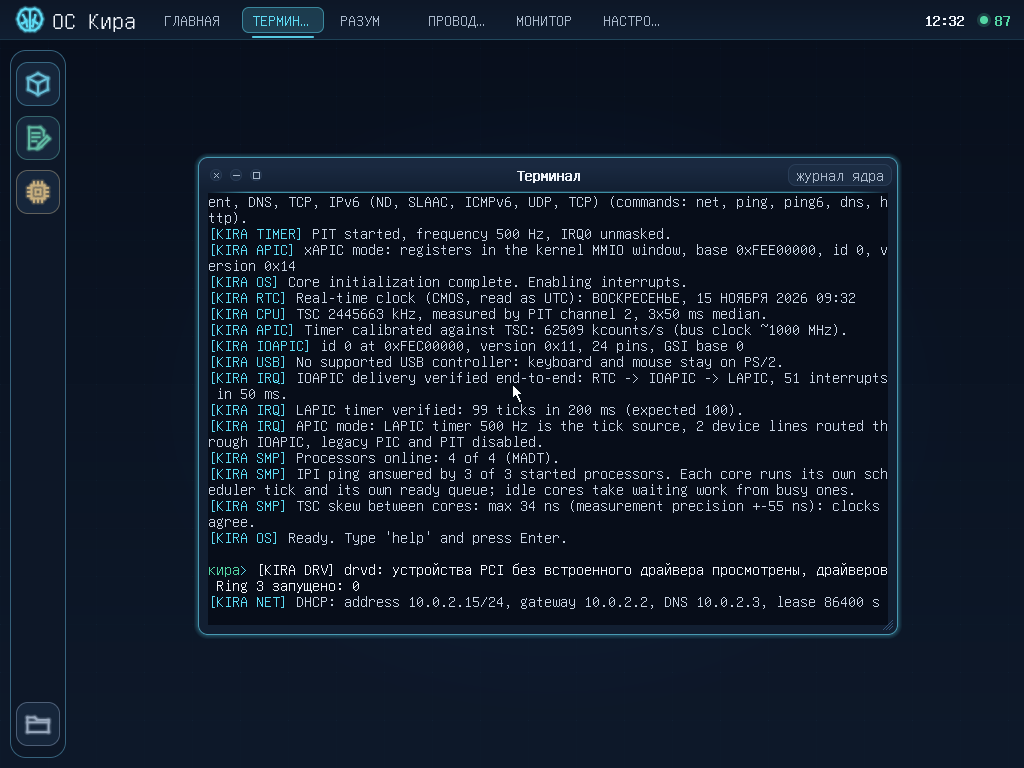 ОС Кира
ГЛАВНАЯ
ТЕРМИН...
РАЗУМ
ПРОВОД...
МОНИТОР
НАСТРО...
12:32
87
Терминал
журнал ядра
ent, DNS, TCP, IPv6 (ND, SLAAC, ICMPv6, UDP, TCP) (commands: net, ping, ping6, dns, h
ttp).
[KIRA TIMER] PIT started, frequency 500 Hz, IRQ0 unmasked.
[KIRA APIC] xAPIC mode: registers in the kernel MMIO window, base 0xFEE00000, id 0, v
ersion 0x14
[KIRA OS] Core initialization complete. Enabling interrupts.
[KIRA RTC] Real-time clock (CMOS, read as UTC): ВОСКРЕСЕНЬЕ, 15 НОЯБРЯ 2026 09:32
[KIRA CPU] TSC 2445663 kHz, measured by PIT channel 2, 3x50 ms median.
[KIRA APIC] Timer calibrated against TSC: 62509 kcounts/s (bus clock ~1000 MHz).
[KIRA IOAPIC] id 0 at 0xFEC00000, version 0x11, 24 pins, GSI base 0
[KIRA USB] No supported USB controller: keyboard and mouse stay on PS/2.
[KIRA IRQ] IOAPIC delivery verified end-to-end: RTC -> IOAPIC -> LAPIC, 51 interrupts
in 50 ms.
[KIRA IRQ] LAPIC timer verified: 99 ticks in 200 ms (expected 100).
[KIRA IRQ] APIC mode: LAPIC timer 500 Hz is the tick source, 2 device lines routed th
rough IOAPIC, legacy PIC and PIT disabled.
[KIRA SMP] Processors online: 4 of 4 (MADT).
[KIRA SMP] IPI ping answered by 3 of 3 started processors. Each core runs its own sch
eduler tick and its own ready queue; idle cores take waiting work from busy ones.
[KIRA SMP] TSC skew between cores: max 34 ns (measurement precision +-55 ns): clocks
agree.
[KIRA OS] Ready. Type 'help' and press Enter.
кира> [KIRA DRV] drvd: устройства PCI без встроенного драйвера просмотрены, драйверов
Ring 3 запущено: 0
[KIRA NET] DHCP: address 10.0.2.15/24, gateway 10.0.2.2, DNS 10.0.2.3, lease 86400 s